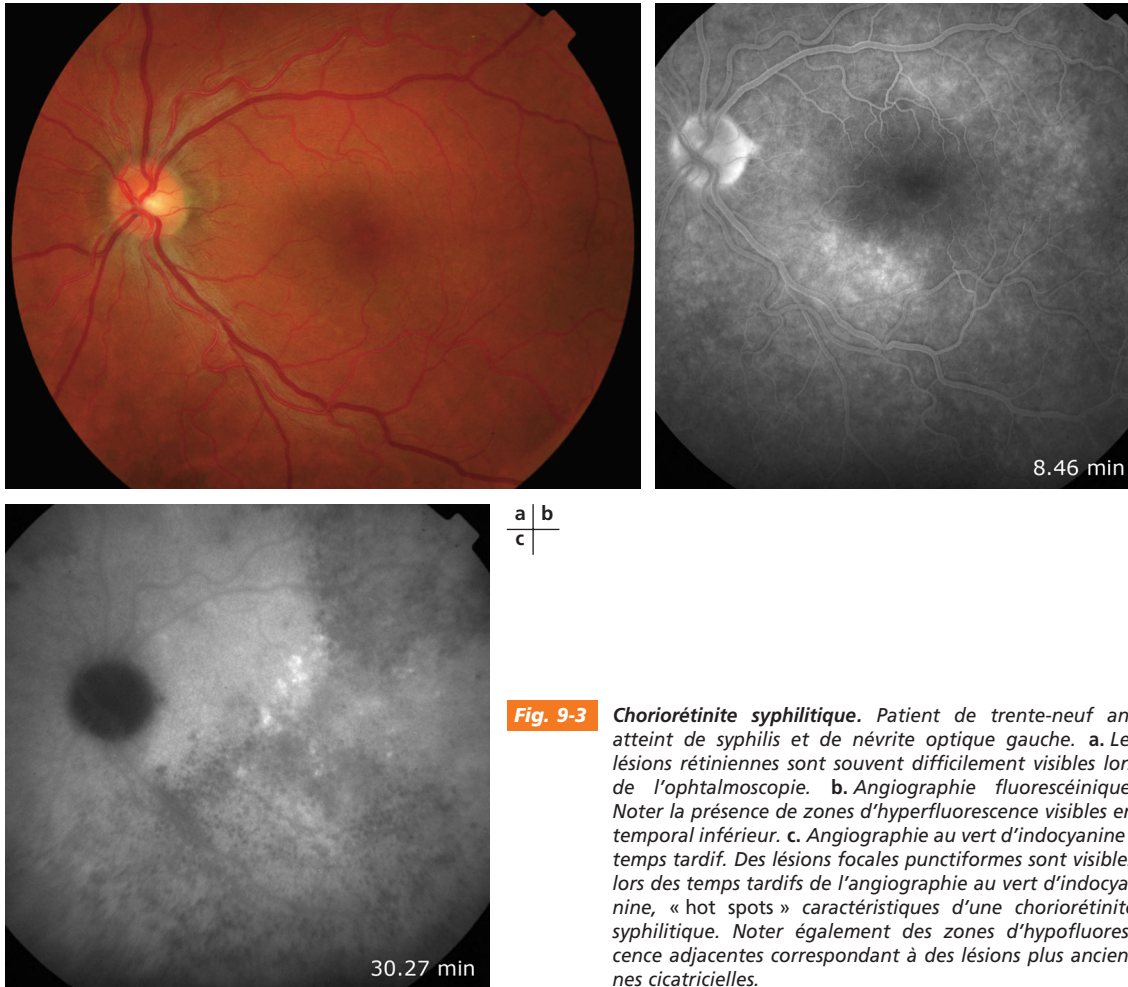 8.46 min
a b
c
30.27 min
Fig. 9-3 Choriorétinite syphilitique. Patient de trente-neuf an
atteint de syphilis et de névrite optique gauche. a. Le
lésions rétiniennes sont souvent difficilement visibles lor
de l'ophtalmoscopie. b. Angiographie fluorescéinique
Noter la présence de zones d'hyperfluorescence visibles en
temporal inférieur. c. Angiographie au vert d'indocyanine
temps tardif. Des lésions focales punctiformes sont visible
lors des temps tardifs de l'angiographie au vert d'indocya
nine, « hot spots » caractéristiques d'une choriorétinite
syphilitique. Noter également des zones d'hypofluores
cence adjacentes correspondant à des lésions plus ancien
nes cicatricielles.